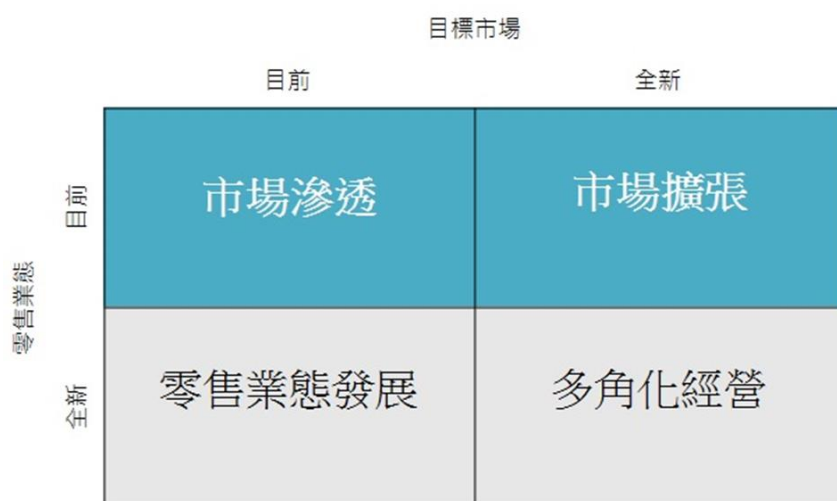 目標市場
目前
全新
市場滲透
市場擴張
目前
零售業態
零售業態發展
多角化經營
全新